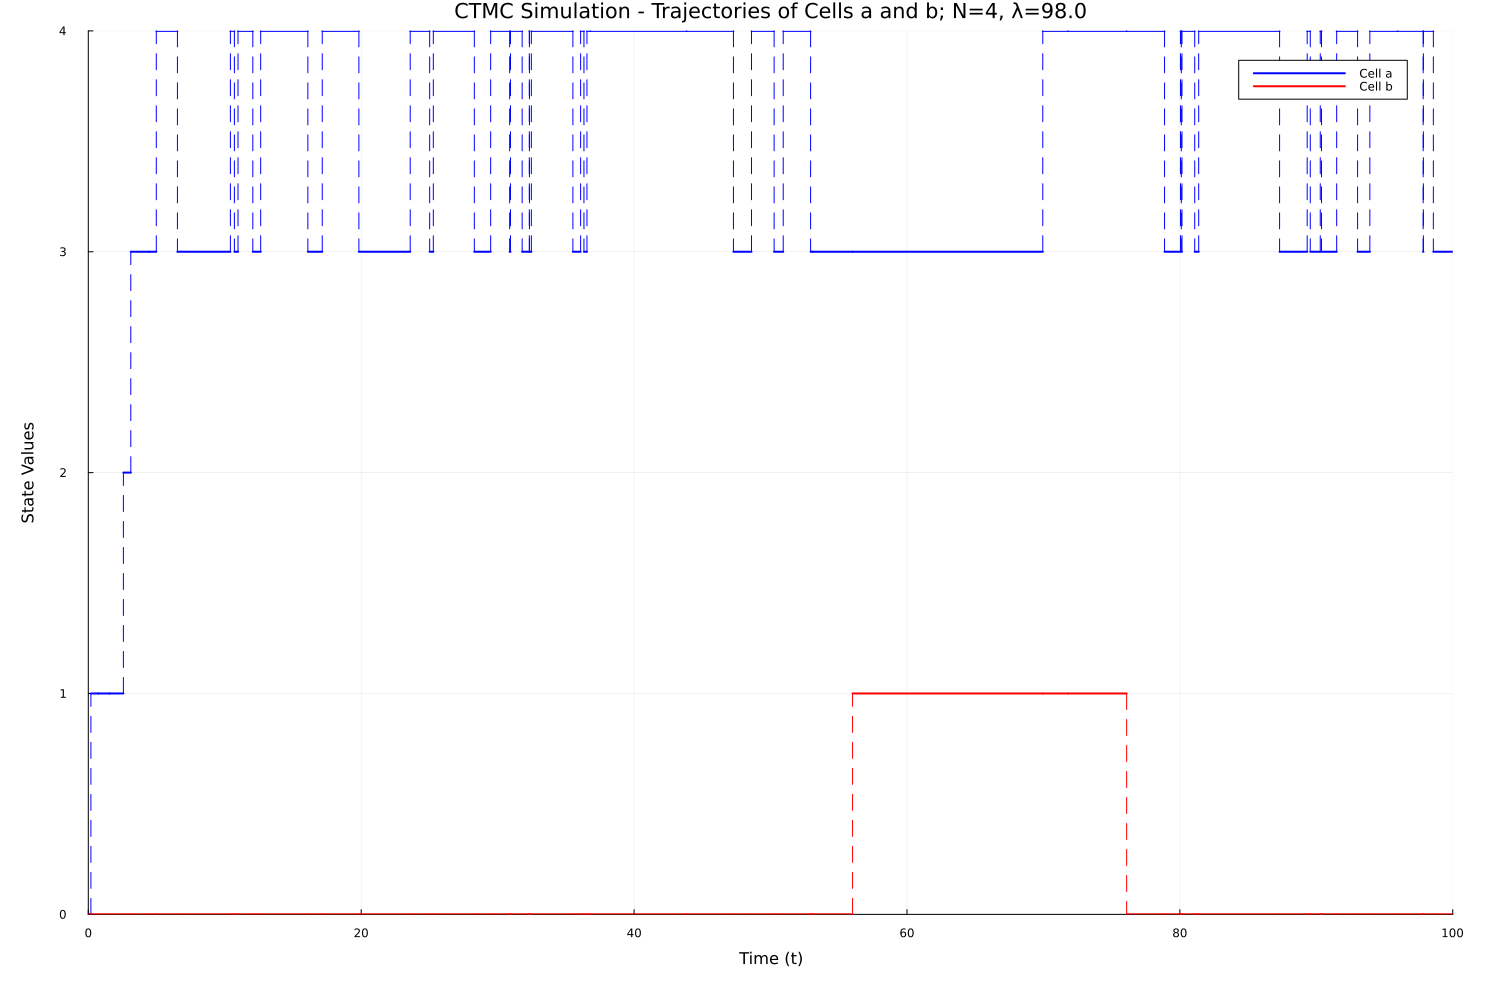 CTMC Simulation - Trajectories of Cells a and b; N=4, λ=98.0
4
Cell a
Cell b
3
State Values
2
1
0
0 20 40 60 80 100
Time (t)